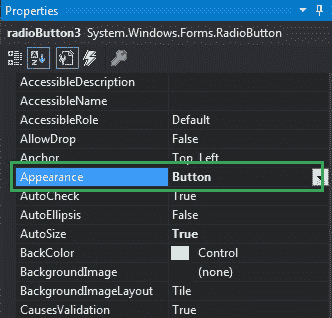 Properties
radioButton3 System.Windows.Forms.RadioButton
AccessibleDescription
AccessibleName
AccessibleRole Default
AllowDrop False
Anchor Top, Left
Appearance Button
AutoCheck True
AutoEllipsis False
AutoSize True
BackColor Control
BackgroundImage (none)
BackgroundImageLayout Tile
CausesValidation True